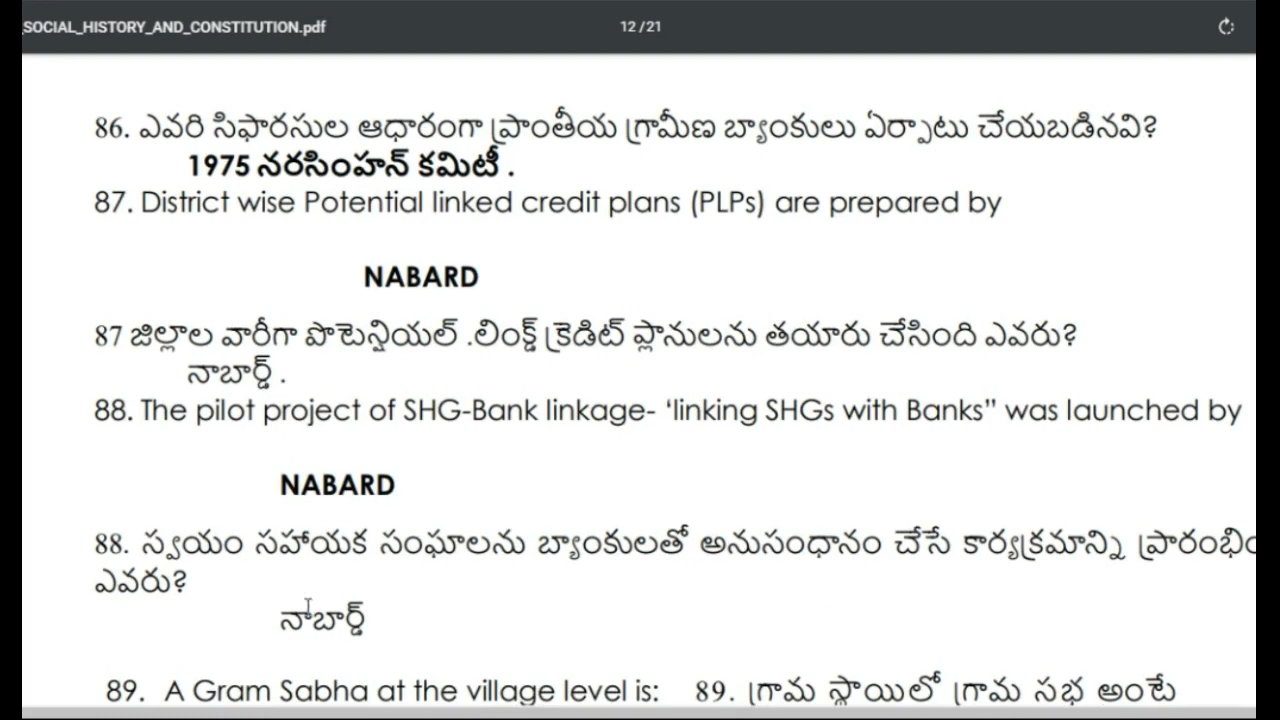 _SOCIAL_HISTORY_AND_CONSTITUTION.pdf 12 / 21
86. ఎవరి సిఫారసుల ఆధారంగా ప్రాంతీయ గ్రామీణ బ్యాంకులు ఏర్పాటు చేయబడినవి?
1975 నరసింహన్ కమిటీ .
87. District wise Potential linked credit plans (PLPs) are prepared by
NABARD
87 జిల్లాల వారీగా పొటెన్షియల్ .లింక్డ్ క్రెడిట్ ప్లానులను తయారు చేసింది ఎవరు?
నాబార్డ్ .
88. The pilot project of SHG-Bank linkage- ‘linking SHGs with Banks” was launched by
NABARD
88. స్వయం సహాయక సంఘాలను బ్యాంకులతో అనుసంధానం చేసే కార్యక్రమాన్ని
ఎవరు?
నాబార్డ్
89. A Gram Sabha at the village level is: 89. గ్రామ స్థాయిలో గ్రామ సభ అంటే